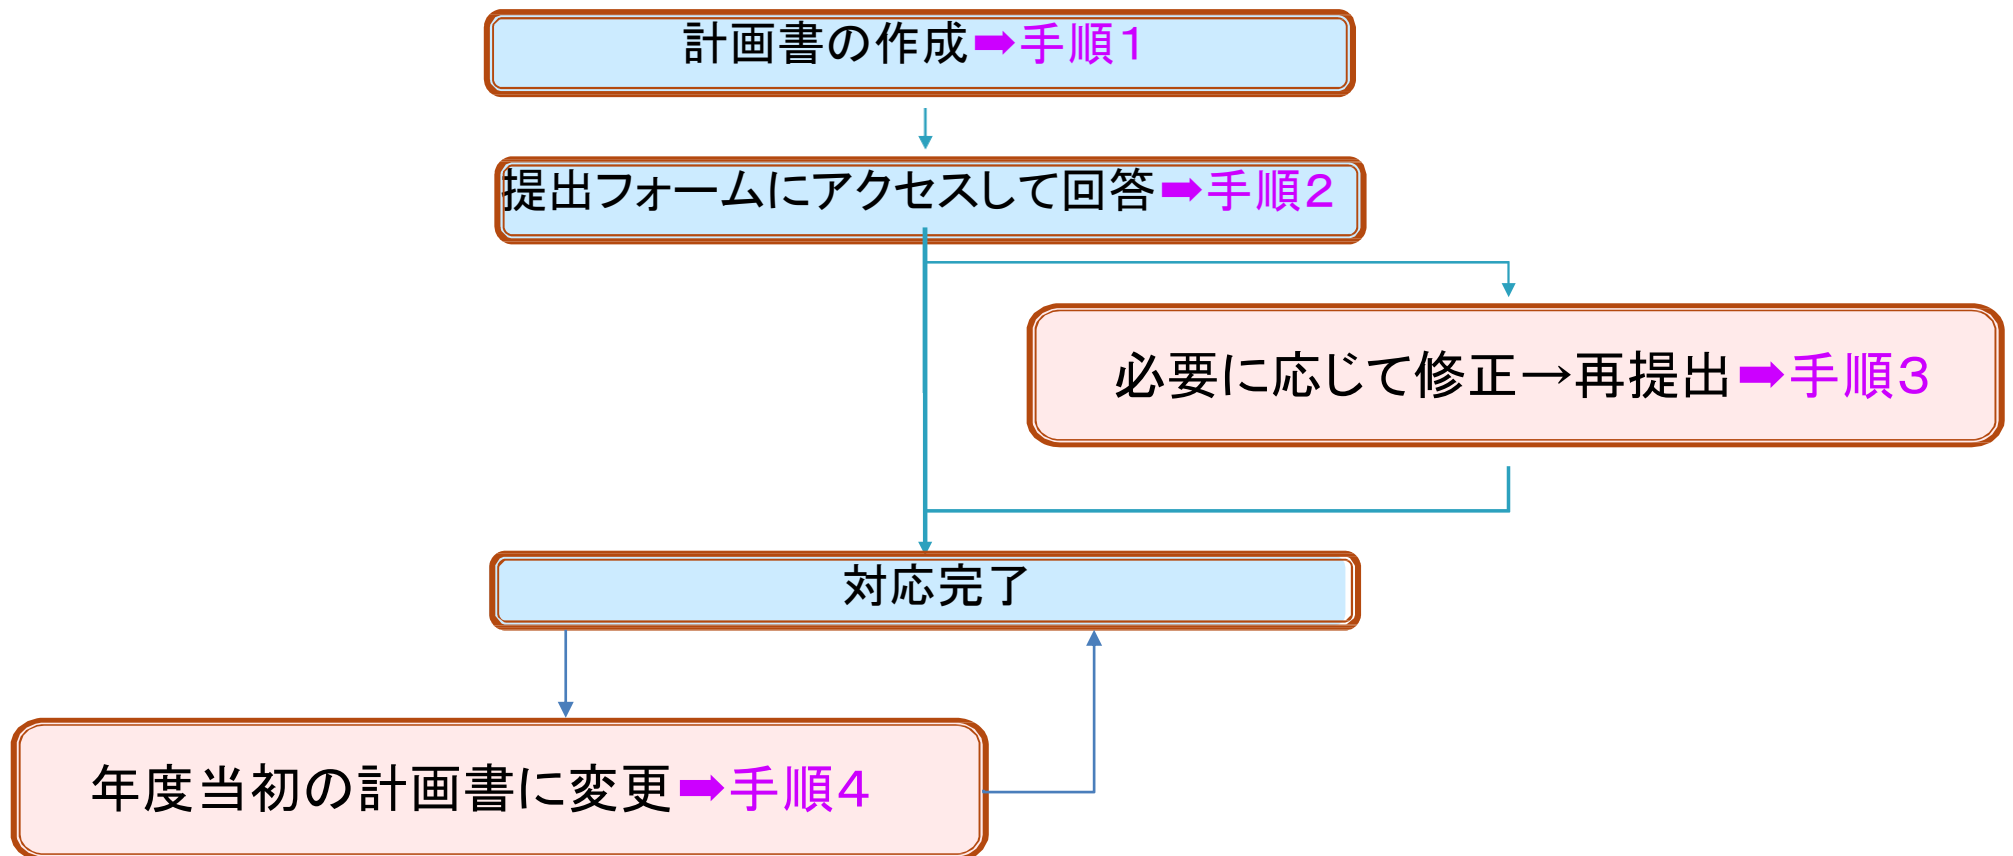 計画書の作成➡手順１
提出フォームにアクセスして回答➡手順２
必要に応じて修正→再提出➡手順３
対応完了
年度当初の計画書に変更➡手順４